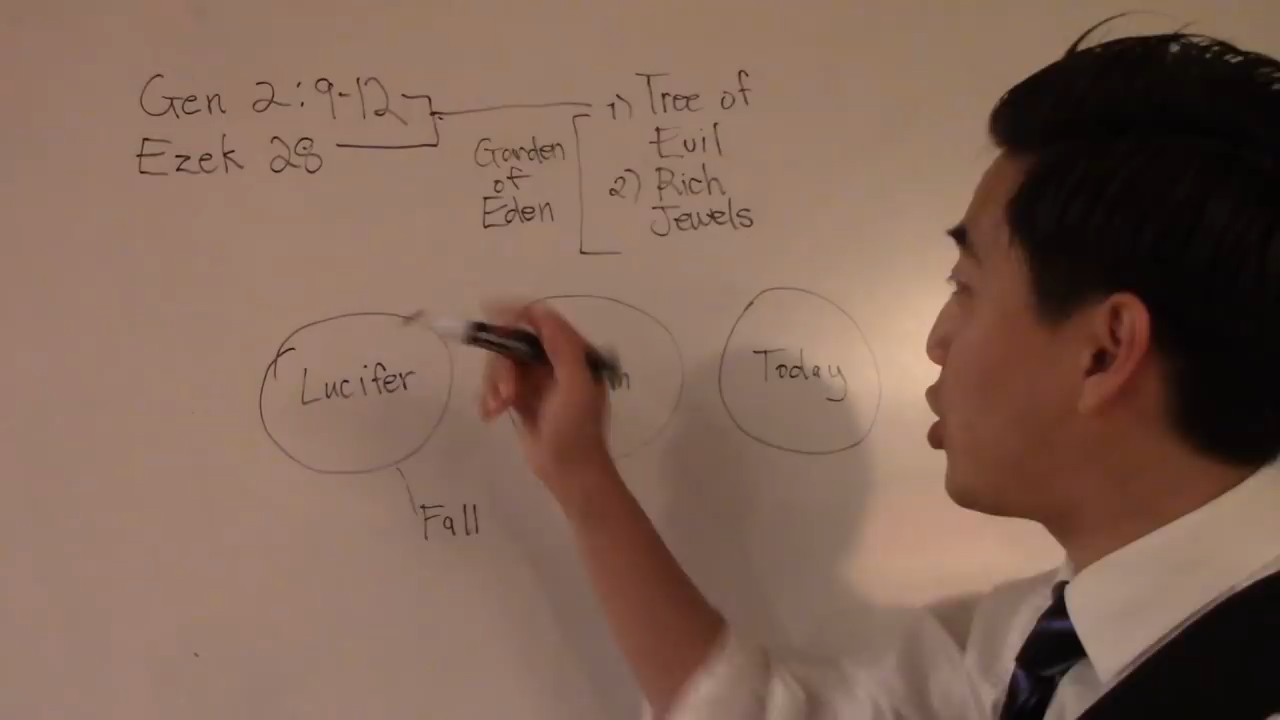 Gen 2:9-12
Ezek 28
Garden
of
Eden
1) Tree of
Evil
2) Rich
Jewels
Lucifer
Today
Fall